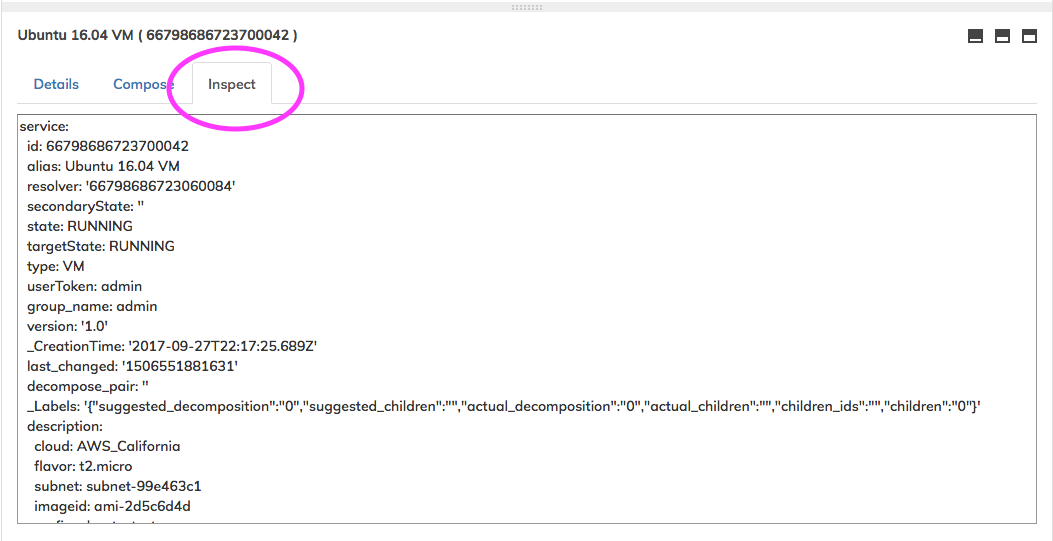 Ubuntu 16.04 VM ( 66798686723700042 )
Details Compose Inspect
service:
id: 66798686723700042
alias: Ubuntu 16.04 VM
resolver: '66798686723060084'
secondaryState: ''
state: RUNNING
targetState: RUNNING
type: VM
userToken: admin
group_name: admin
version: '1.0'
_CreationTime: '2017-09-27T22:17:25.689Z'
last_changed: '1506551881631'
decompose_pair: ''
_Labels: '{"suggested_decomposition":"0","suggested_children":"","actual_decomposition":"0","actual_children":"","children_ids":"","children":"0"}'
description:
cloud: AWS_California
flavor: t2.micro
subnet: subnet-99e463c1
imageid: ami-2d5c6d4d